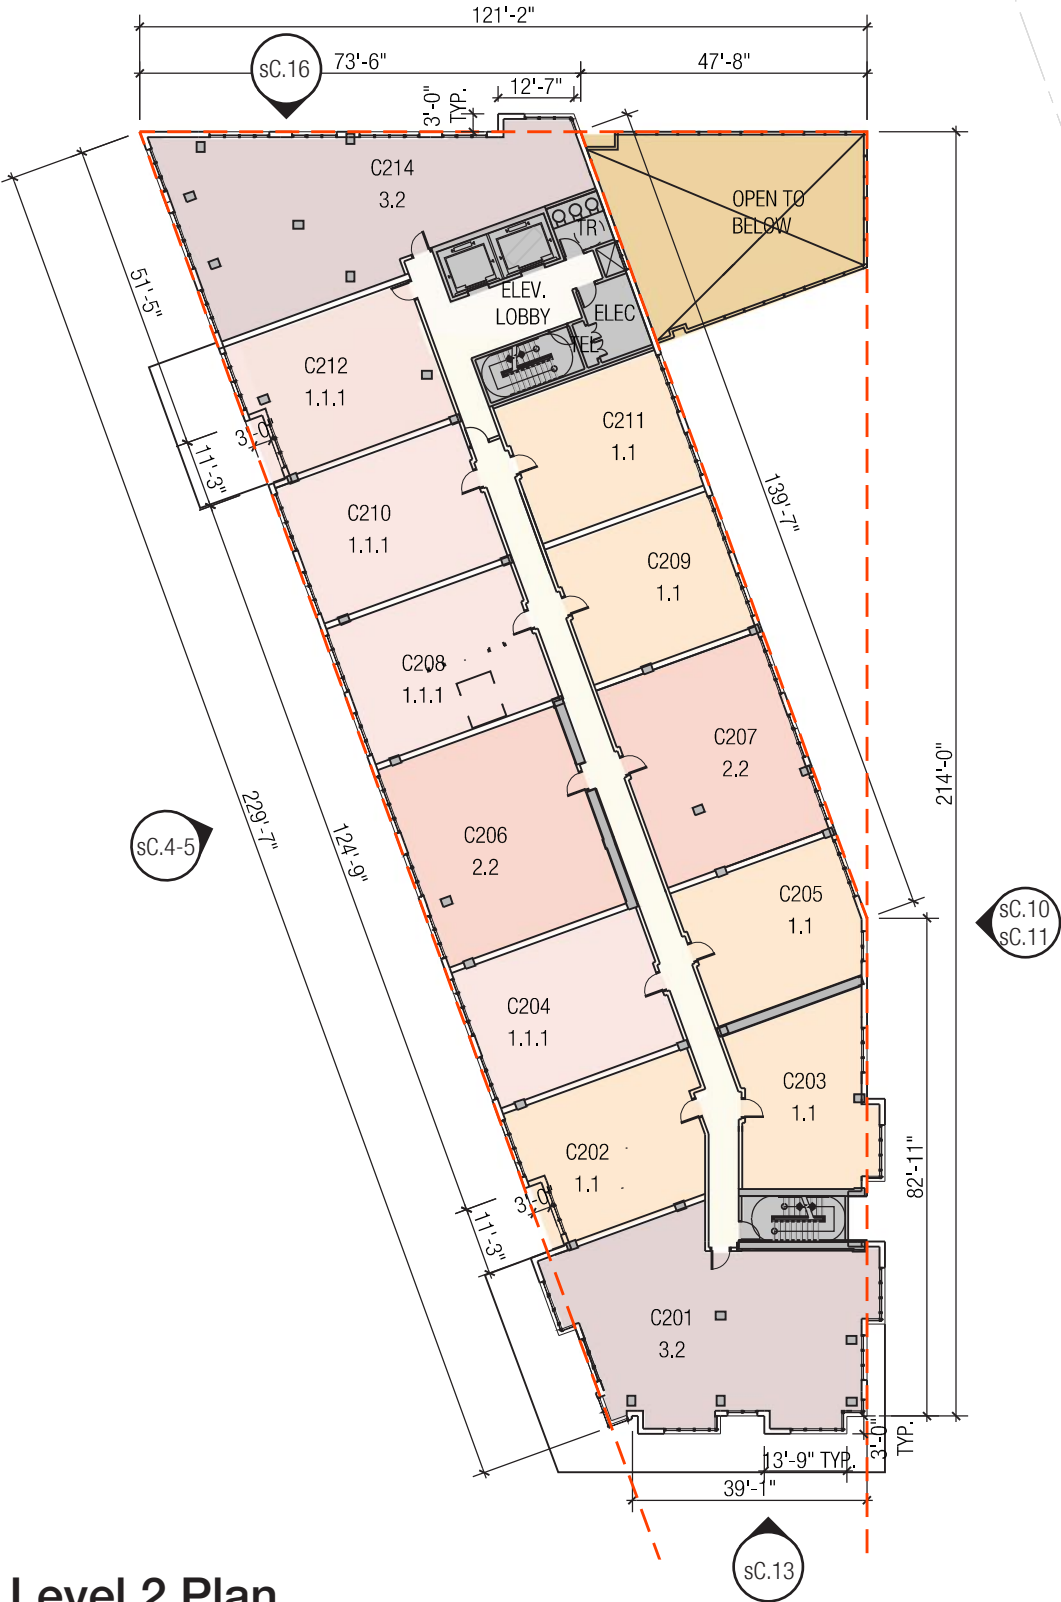 121'-2"
73'-6"
47'-8"
sC.16
12'-7"
3'-0"
TYP.
C214
3.2
OPEN TO
BELOW
TR
51'-5"
ELEV.
LOBBY
ELEC
TEL
C212
1.1.1
C211
1.1
3'-0"
11'-3"
139'-7"
C210
1.1.1
C209
1.1
C208
1.1.1
C207
2.2
214'-0"
229'-7"
124'-9"
sC.4-5
C206
2.2
C205
1.1
sC.10
sC.11
C204
1.1.1
C203
1.1
C202
1.1
82'-11"
3'-0"
11'-3"
C201
3.2
3'-0"
TYP.
13'-9" TYP.
39'-1"
sC.13
Level 2 Plan